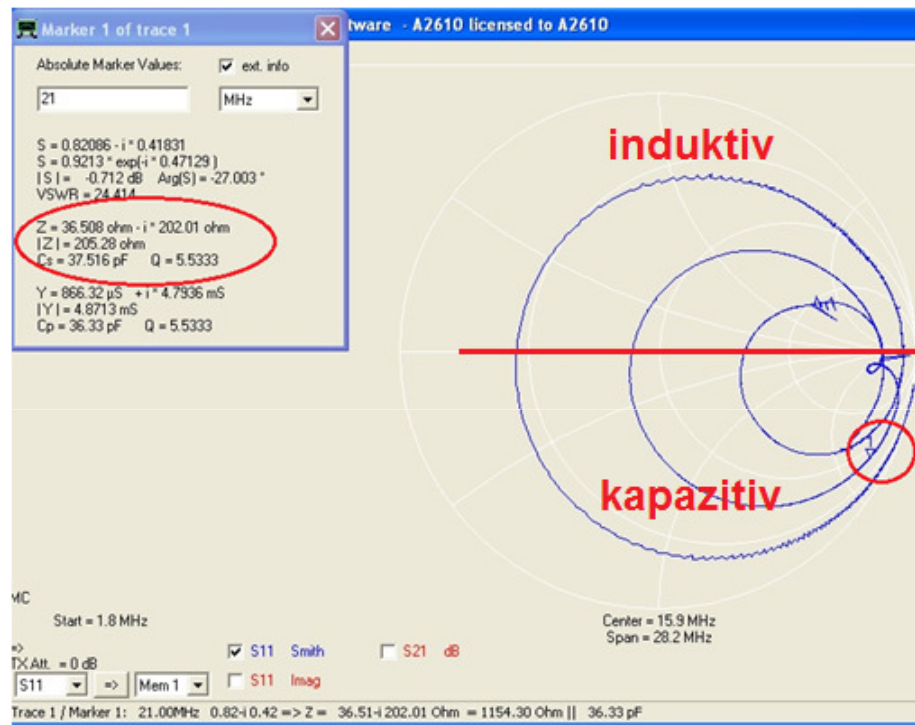 Marker 1 of trace 1
tware - A2610 licensed to A2610
Absolute Marker Values:
ext. info
21
MHz
S = 0.82086 - i * 0.41831
S = 0.9213 * exp(-i * 0.47129 )
| S | = -0.712 dB Arg(S) = -27.003 °
VSWR = 24.414
Z = 36.508 ohm - i * 202.01 ohm
|Z| = 205.28 ohm
Cs = 37.516 pF Q = 5.5333
Y = 866.32 µS + i * 4.7936 mS
|Y| = 4.8713 mS
Cp = 36.33 pF Q = 5.5333
induktiv
kapazitiv
1
MC
Start = 1.8 MHz
Center = 15.9 MHz
Span = 28.2 MHz
=>
TX Att. = 0 dB
S11 Smith
S21 dB
S11
=>
Mem 1
S11 Imag
Trace 1 / Marker 1: 21.00MHz 0.82-i 0.42 => Z = 36.51-i 202.01 Ohm = 1154.30 Ohm || 36.33 pF